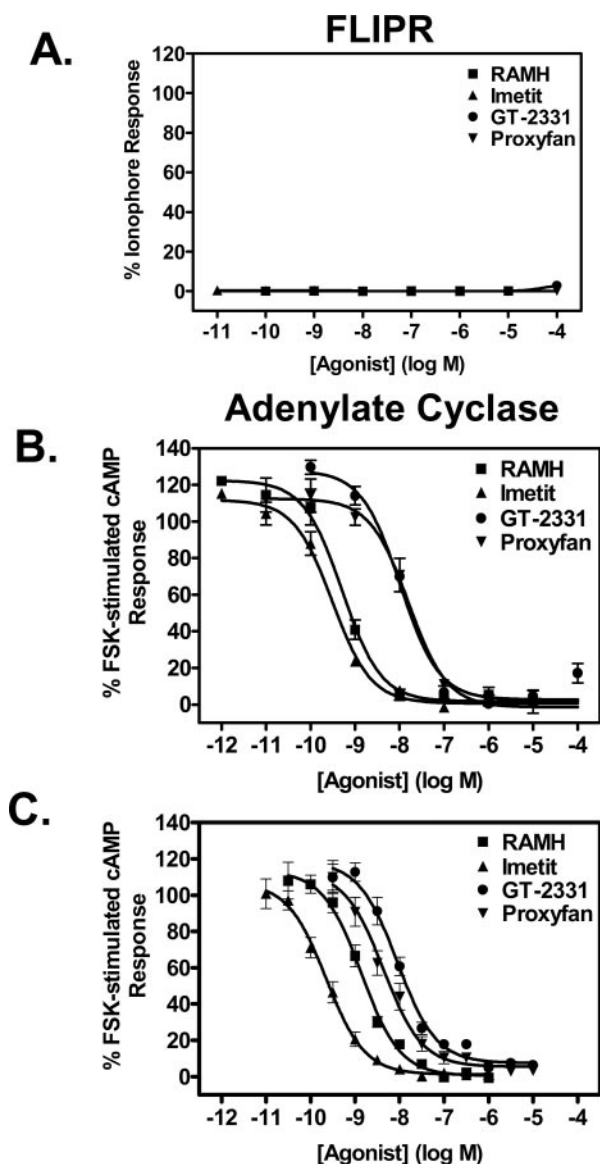 A.
FLIPR
% Ionophore Response
120
100
80
60
40
20
0
RAMH
Imetit
GT-2331
Proxyfan
-11 -10 -9 -8 -7 -6 -5 -4
[Agonist] (log M)
Adenylate Cyclase
B.
% FSK-stimulated cAMP
Response
140
120
100
80
60
40
20
0
RAMH
Imetit
GT-2331
Proxyfan
-12 -11 -10 -9 -8 -7 -6 -5 -4
[Agonist] (log M)
C.
% FSK-stimulated cAMP
Response
140
120
100
80
60
40
20
0
RAMH
Imetit
GT-2331
Proxyfan
-12 -11 -10 -9 -8 -7 -6 -5 -4
[Agonist] (log M)